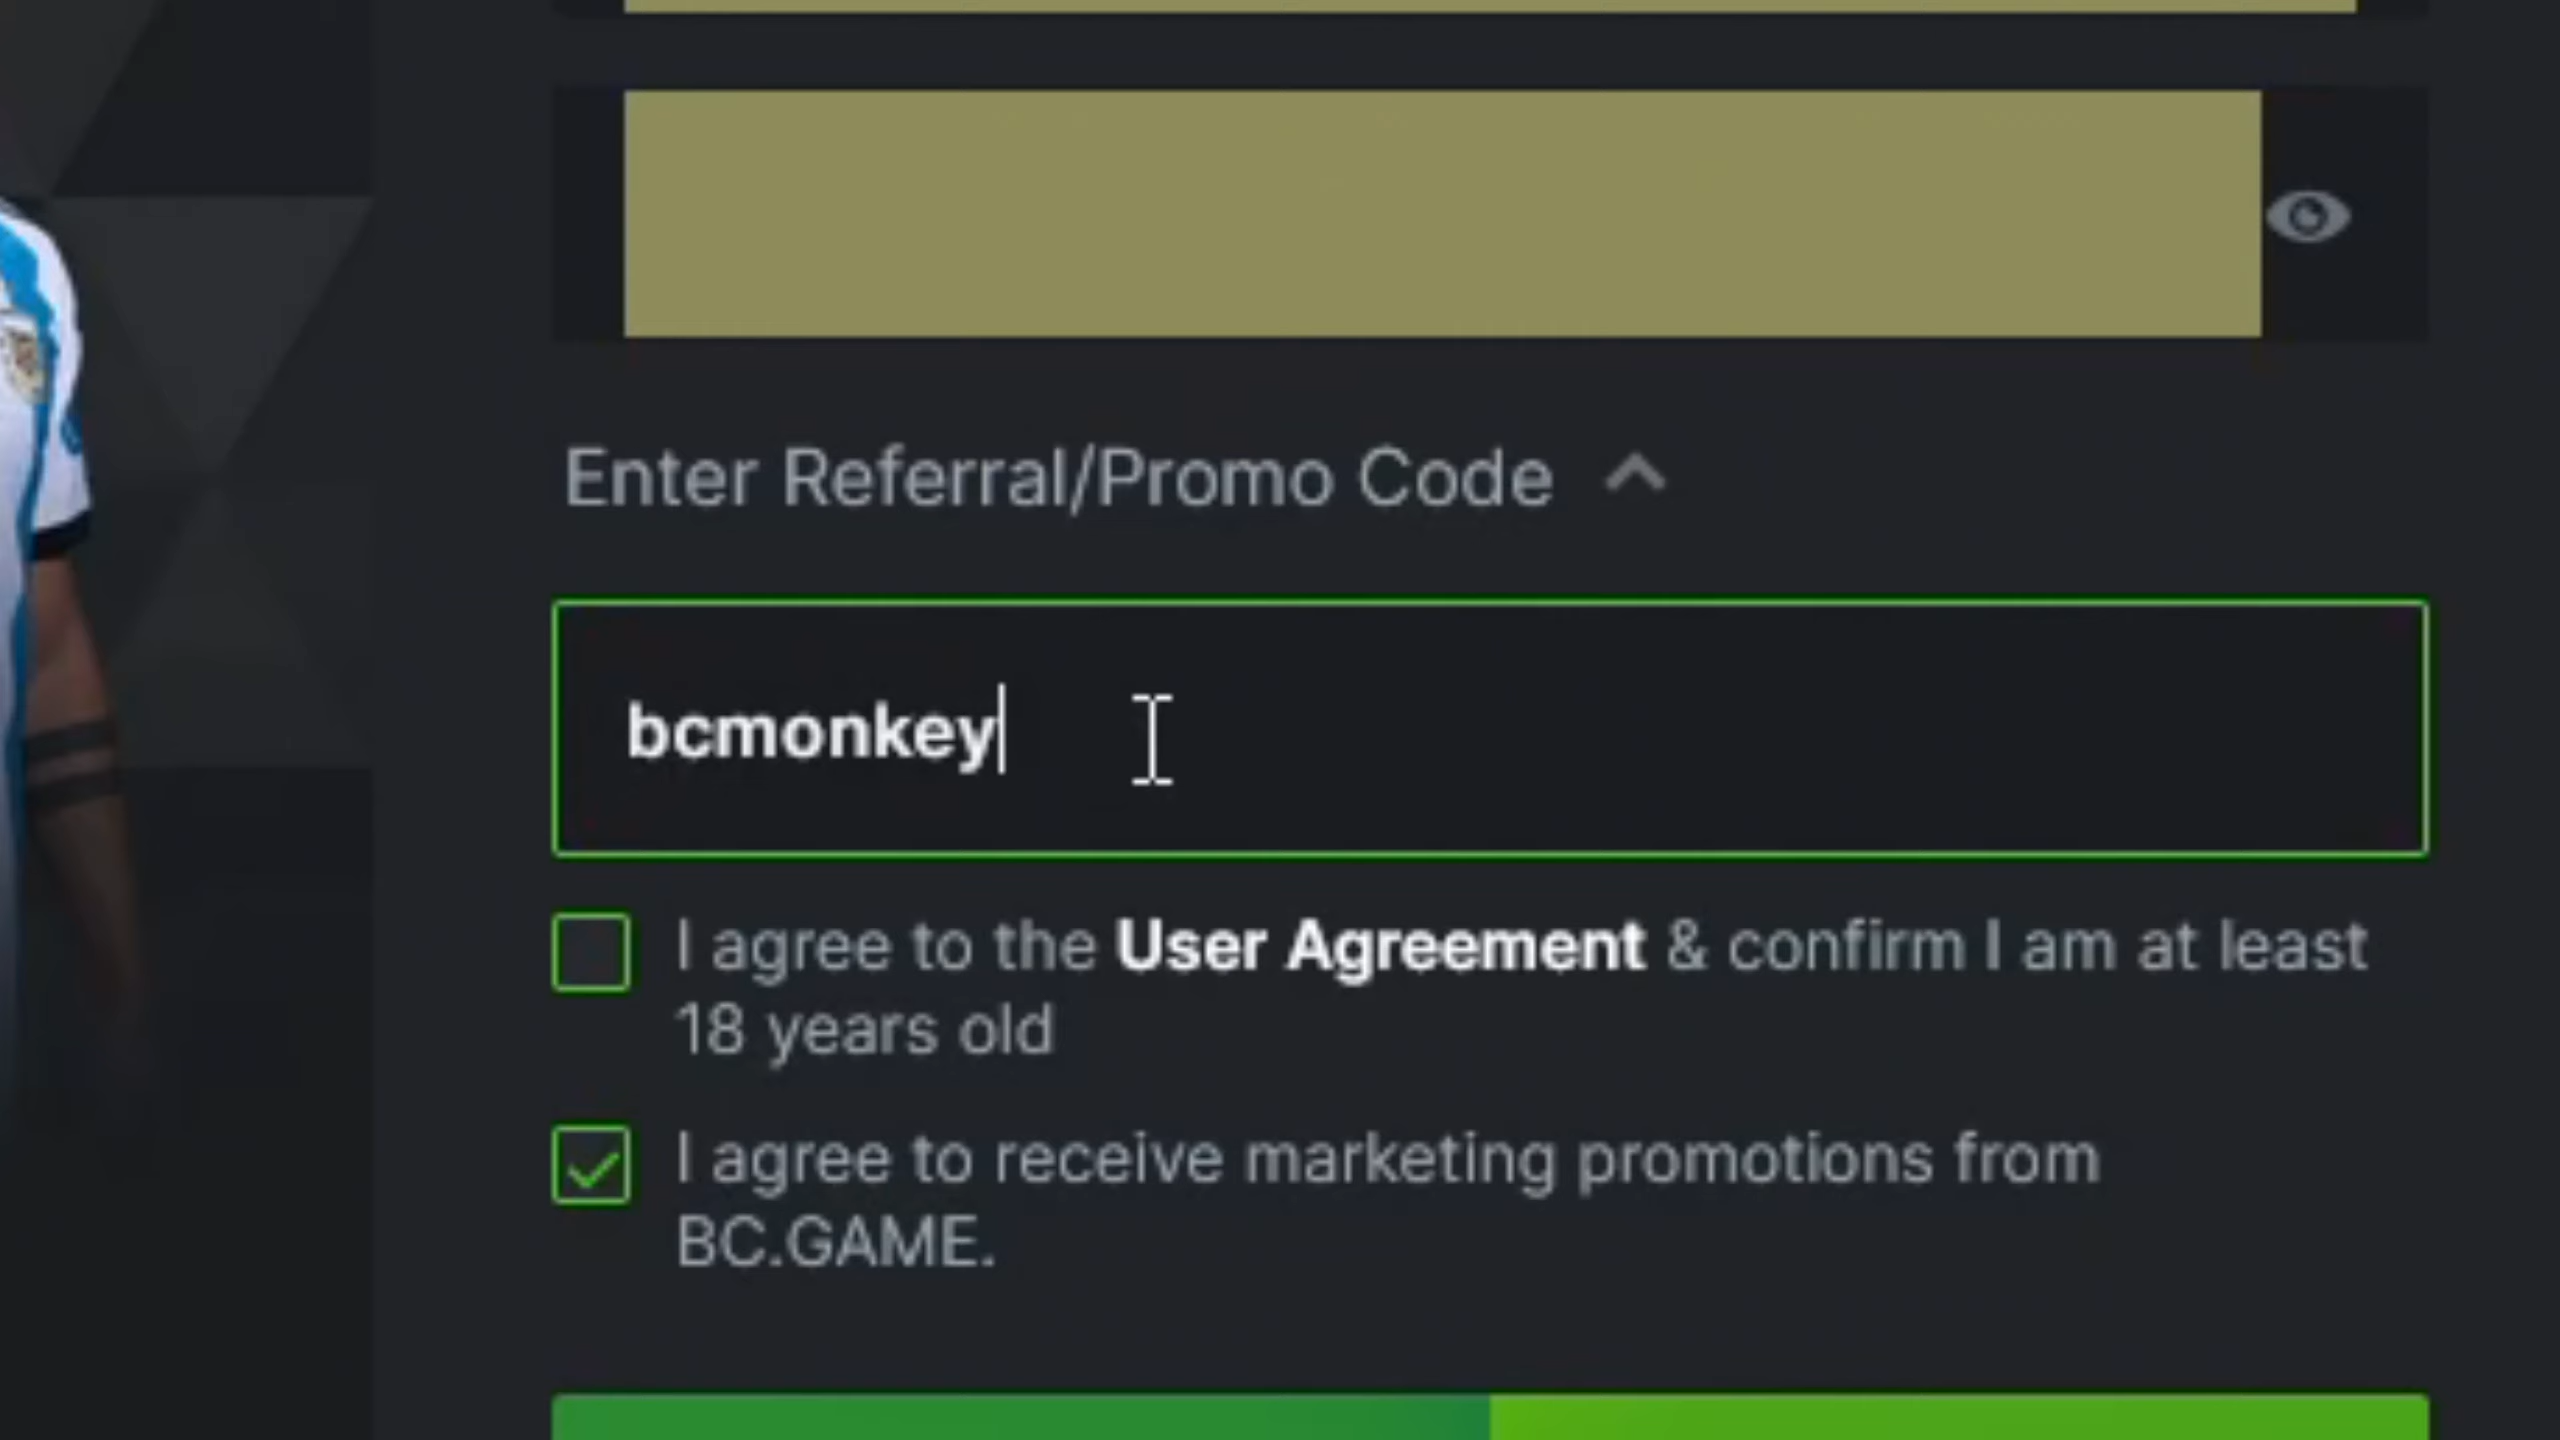 Enter Referral/Promo Code
bcmonkey
I agree to the User Agreement & confirm I am at least
18 years old
I agree to receive marketing promotions from
BC.GAME.